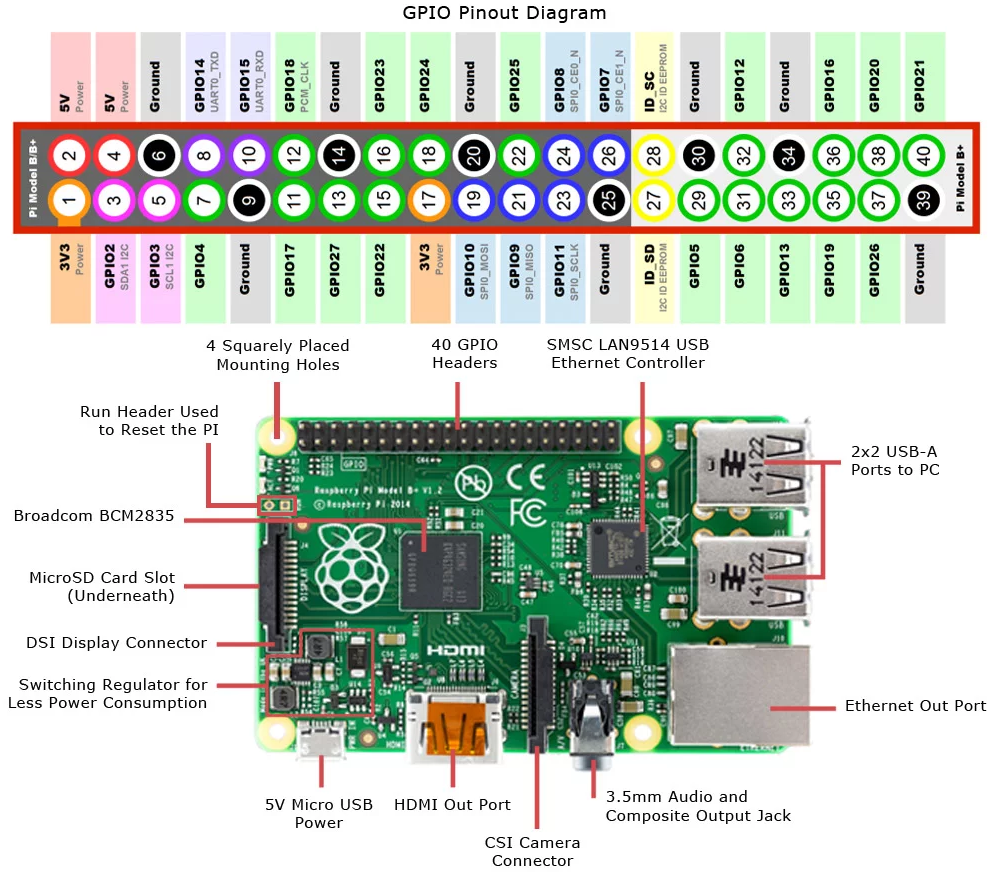 GPIO Pinout Diagram
5V
Power
5V
Power
Ground
GPIO14
UART0_TXD
GPIO15
UART0_RXD
GPIO18
PCM_CLK
Ground
GPIO23
GPIO24
Ground
GPIO25
GPIO8
SPI0_CE0_N
GPIO7
SPI0_CE1_N
ID_SC
I2C ID EEPROM
Ground
GPIO12
Ground
GPIO16
GPIO20
GPIO21
Pi Model B/B+
2 4 6 8 10 12 14 16 18 20 22 24 26 28 30 32 34 36 38 40
1 3 5 7 9 11 13 15 17 19 21 23 25 27 29 31 33 35 37 39
Pi Model B+
3V3
Power
GPIO2
SDA1 I2C
GPIO3
SCL1 I2C
GPIO4
Ground
GPIO17
GPIO27
GPIO22
3V3
Power
GPIO10
SPI0_MOSI
GPIO9
SPI0_MISO
GPIO11
SPI0_SCLK
Ground
ID_SD
I2C ID EEPROM
GPIO5
GPIO6
GPIO13
GPIO19
GPIO26
Ground
4 Squarely Placed
Mounting Holes
40 GPIO
Headers
SMSC LAN9514 USB
Ethernet Controller
Run Header Used
to Reset the PI
2x2 USB-A
Ports to PC
Broadcom BCM2835
MicroSD Card Slot
(Underneath)
DSI Display Connector
Switching Regulator for
Less Power Consumption
Ethernet Out Port
5V Micro USB
Power
HDMI Out Port
3.5mm Audio and
Composite Output Jack
CSI Camera
Connector
GPIO
Raspberry Pi Model B+ V1.2
© Raspberry Pi 2014
Pb
CE
FC
14122
14122
USB
USB
DISPLAY
HDMI
CAMERA
HDMI
PWR
A/V
ETHERNET